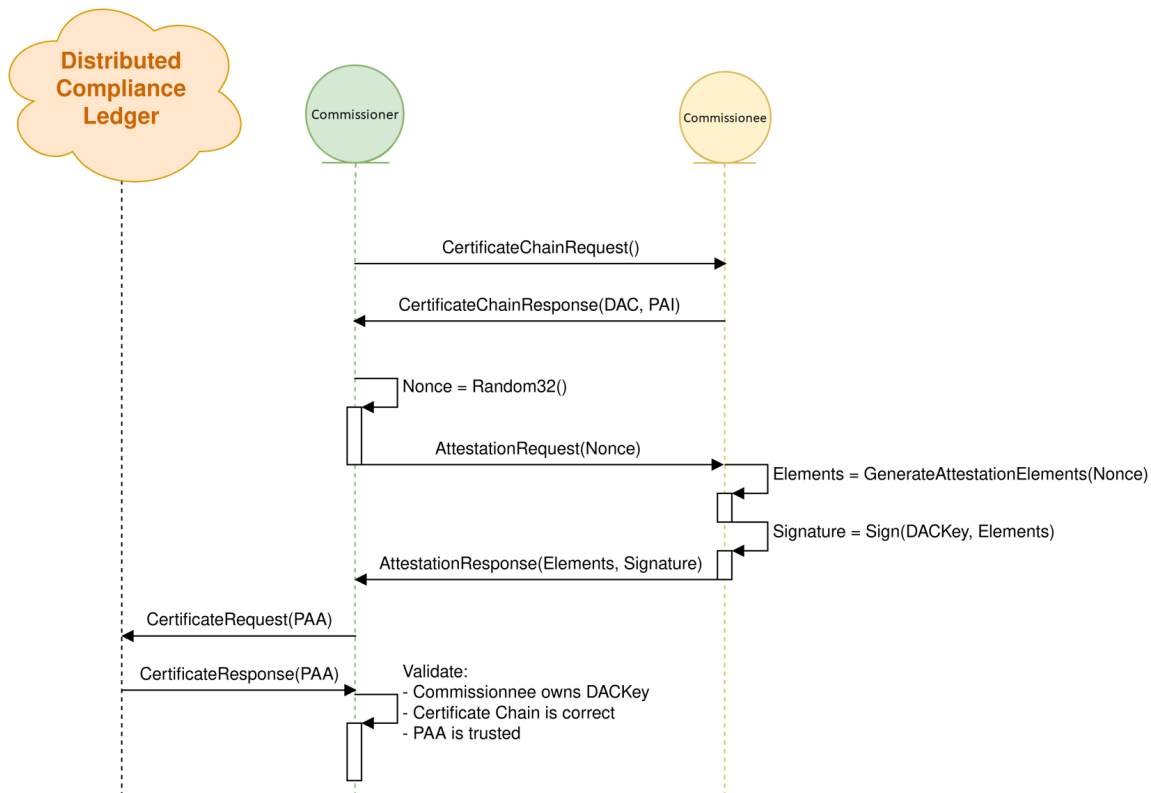 Distributed
Compliance
Ledger
Commissioner
Commissionee
CertificateChainRequest()
CertificateChainResponse(DAC, PAI)
Nonce = Random32()
AttestationRequest(Nonce)
Elements = GenerateAttestationElements(Nonce)
Signature = Sign(DACKey, Elements)
AttestationResponse(Elements, Signature)
CertificateRequest(PAA)
CertificateResponse(PAA)
Validate:
- Commissionnee owns DACKey
- Certificate Chain is correct
- PAA is trusted